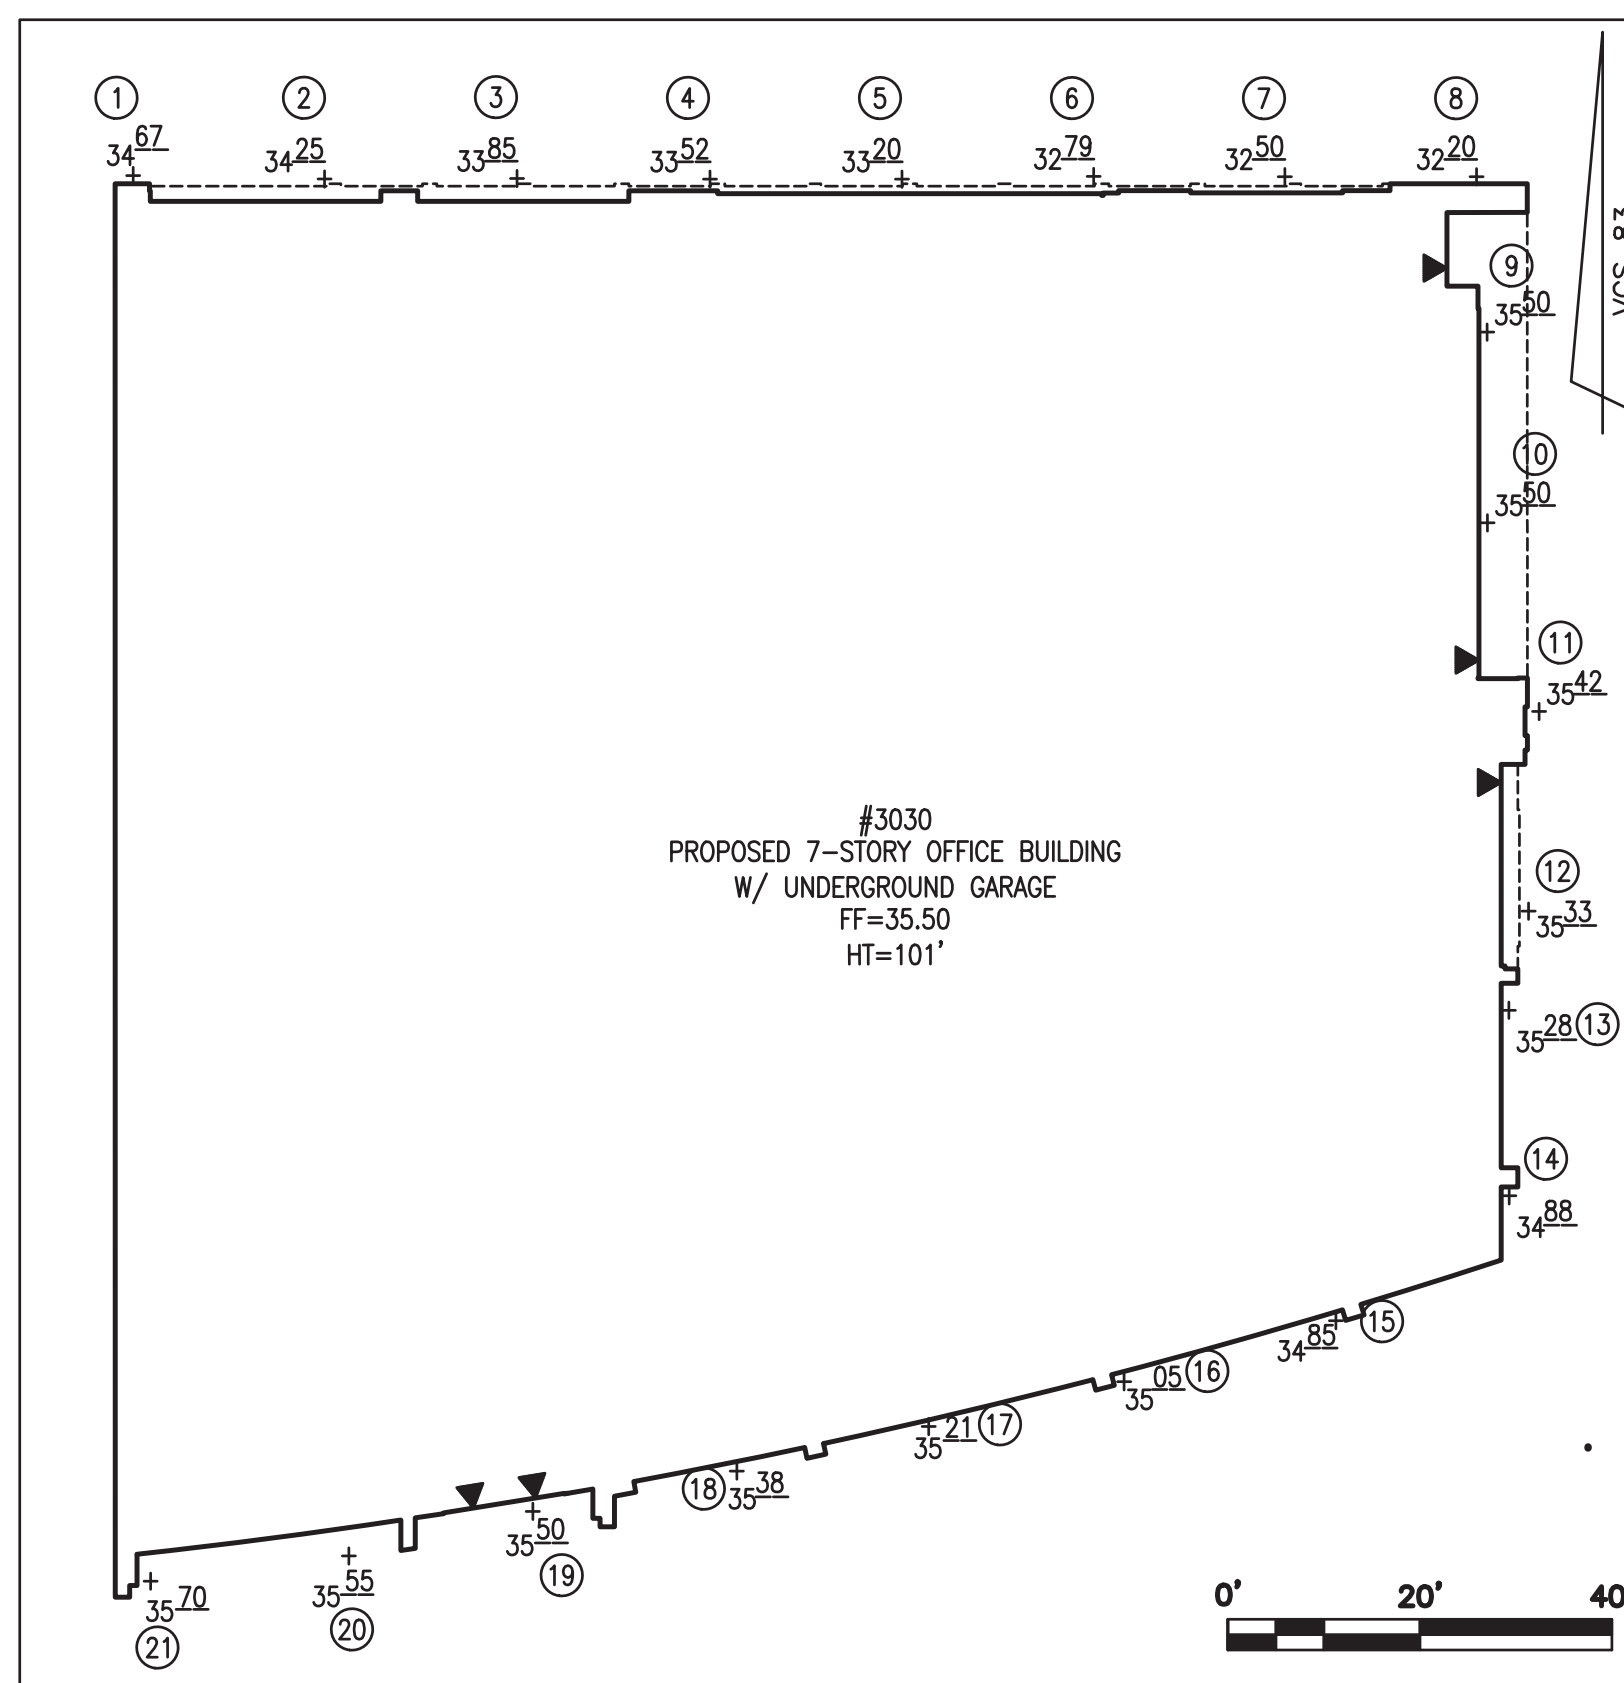 1 2 3 4 5 6 7 8
34 67 34 25 33 85 33 52 33 20 32 79 32 50 32 20
VCS 83
9
35 50
10
35 50
11
35 42
#3030
PROPOSED 7-STORY OFFICE BUILDING
W/ UNDERGROUND GARAGE
FF=35.50
HT=101'
12
35 33
35 28 13
14
34 88
34 85 15
35 05 16
35 21 17
18 35 38
35 50
19
35 55
20
35 70
21
0' 20' 40